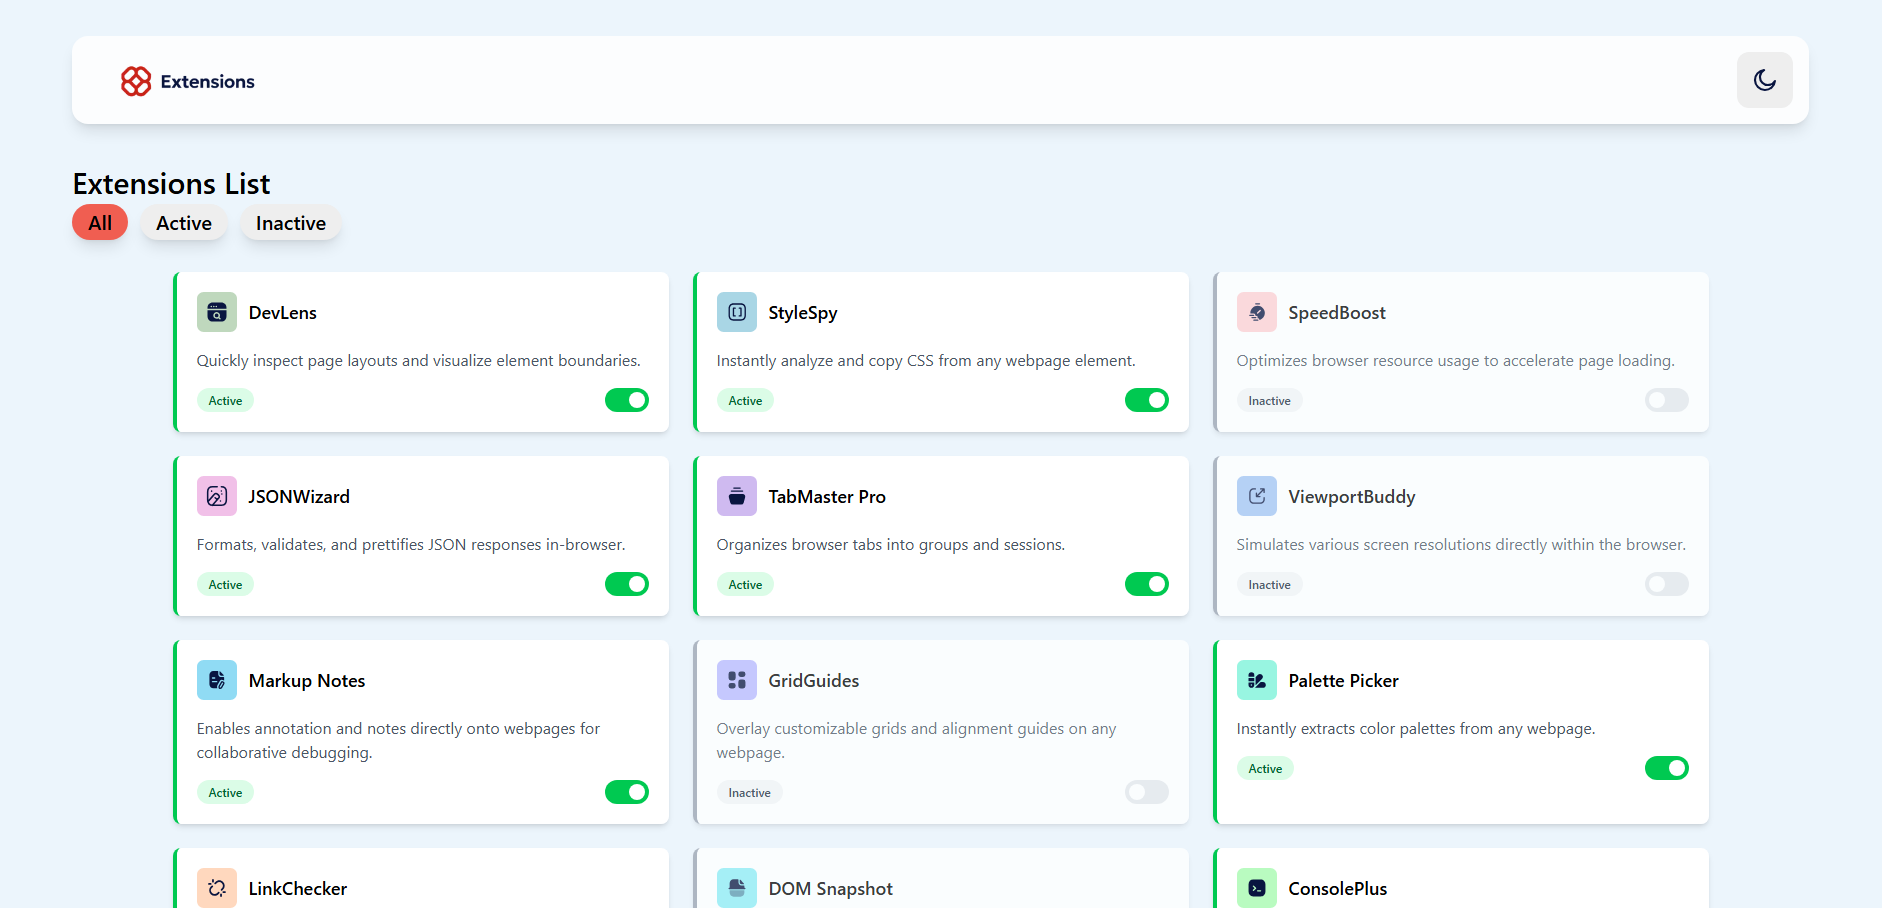 Extensions
Extensions List
All
Active
Inactive
DevLens
Quickly inspect page layouts and visualize element boundaries.
Active
StyleSpy
Instantly analyze and copy CSS from any webpage element.
Active
SpeedBoost
Optimizes browser resource usage to accelerate page loading.
Inactive
JSONWizard
Formats, validates, and prettifies JSON responses in-browser.
Active
TabMaster Pro
Organizes browser tabs into groups and sessions.
Active
ViewportBuddy
Simulates various screen resolutions directly within the browser.
Inactive
Markup Notes
Enables annotation and notes directly onto webpages for
collaborative debugging.
Active
GridGuides
Overlay customizable grids and alignment guides on any
webpage.
Inactive
Palette Picker
Instantly extracts color palettes from any webpage.
Active
LinkChecker
DOM Snapshot
ConsolePlus